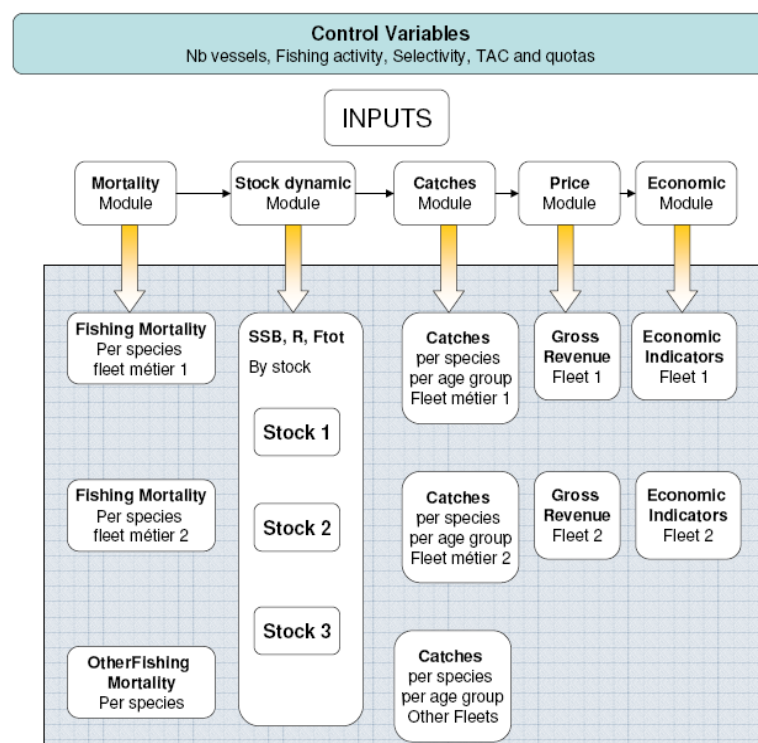 Control Variables
Nb vessels, Fishing activity, Selectivity, TAC and quotas
INPUTS
Mortality
Module
Stock dynamic
Module
Catches
Module
Price
Module
Economic
Module
Fishing Mortality
Per species
fleet métier 1
SSB, R, Ftot
By stock
Stock 1
Stock 2
Stock 3
Catches
per species
per age group
Fleet métier 1
Gross
Revenue
Fleet 1
Economic
Indicators
Fleet 1
Fishing Mortality
Per species
fleet métier 2
Catches
per species
per age group
Fleet métier 2
Gross
Revenue
Fleet 2
Economic
Indicators
Fleet 2
OtherFishing
Mortality
Per species
Catches
per species
per age group
Other Fleets